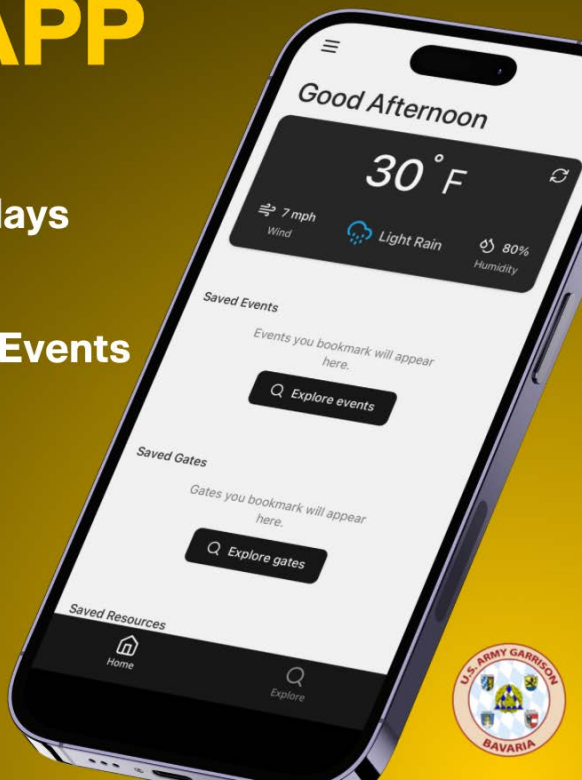 APP
Good Afternoon
30°F
7 mph
Wind
Light Rain
80%
Humidity
lays
Saved Events
Events you bookmark will appear
here.
Explore events
Events
Saved Gates
Gates you bookmark will appear
here.
Explore gates
Saved Resources
Home
Explore
U.S. ARMY GARRISON
BAVARIA